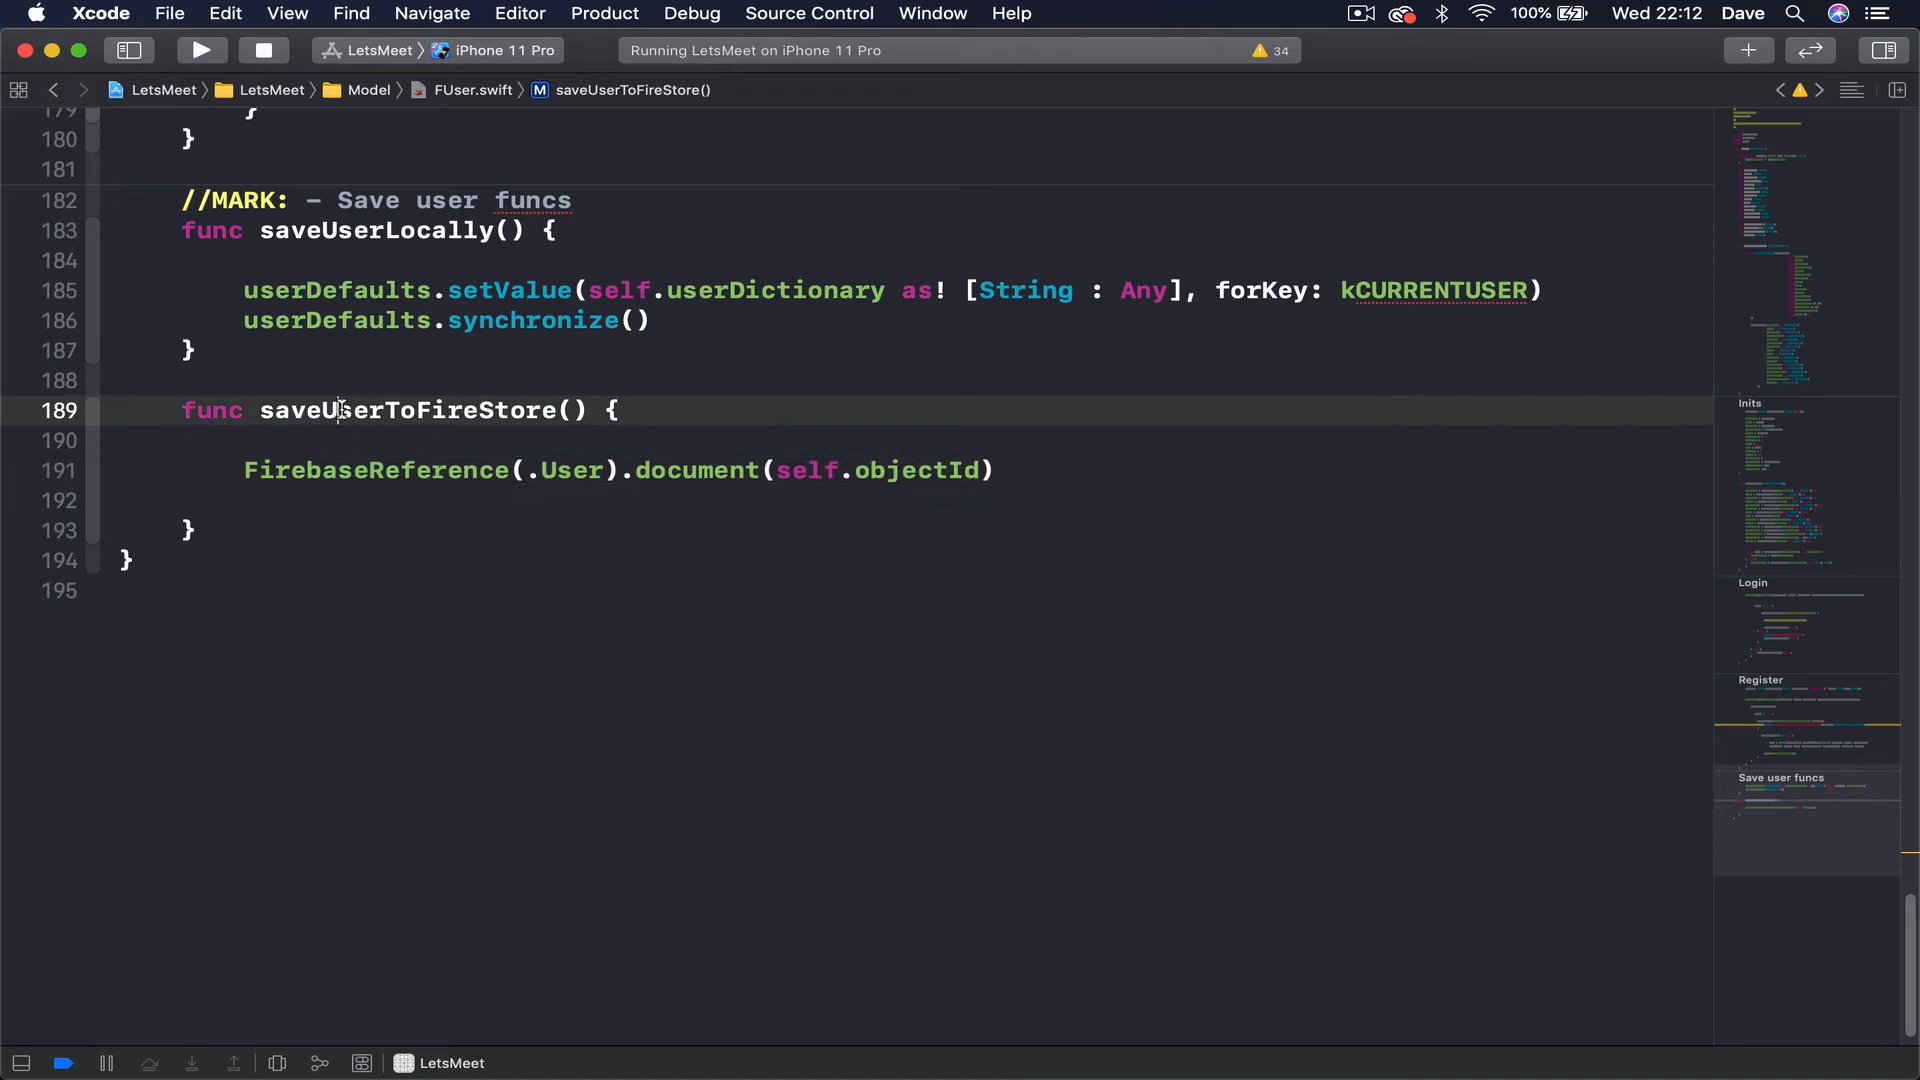 Xcode File Edit View Find Navigate Editor Product Debug Source Control Window Help 100% Wed 22:12 Dave
LetsMeet 〉 iPhone 11 Pro Running LetsMeet on iPhone 11 Pro 34
LetsMeet 〉 LetsMeet 〉 Model 〉 FUser.swift 〉 M saveUserToFireStore()
179 }
180 }
181
182 //MARK: - Save user funcs
183 func saveUserLocally() {
184
185 userDefaults.setValue(self.userDictionary as! [String : Any], forKey: kCURRENTUSER)
186 userDefaults.synchronize()
187 }
188
189 func saveUserToFireStore() {
190
191 FirebaseReference(.User).document(self.objectId)
192
193 }
194 }
195
Inits
Login
Register
Save user funcs
LetsMeet